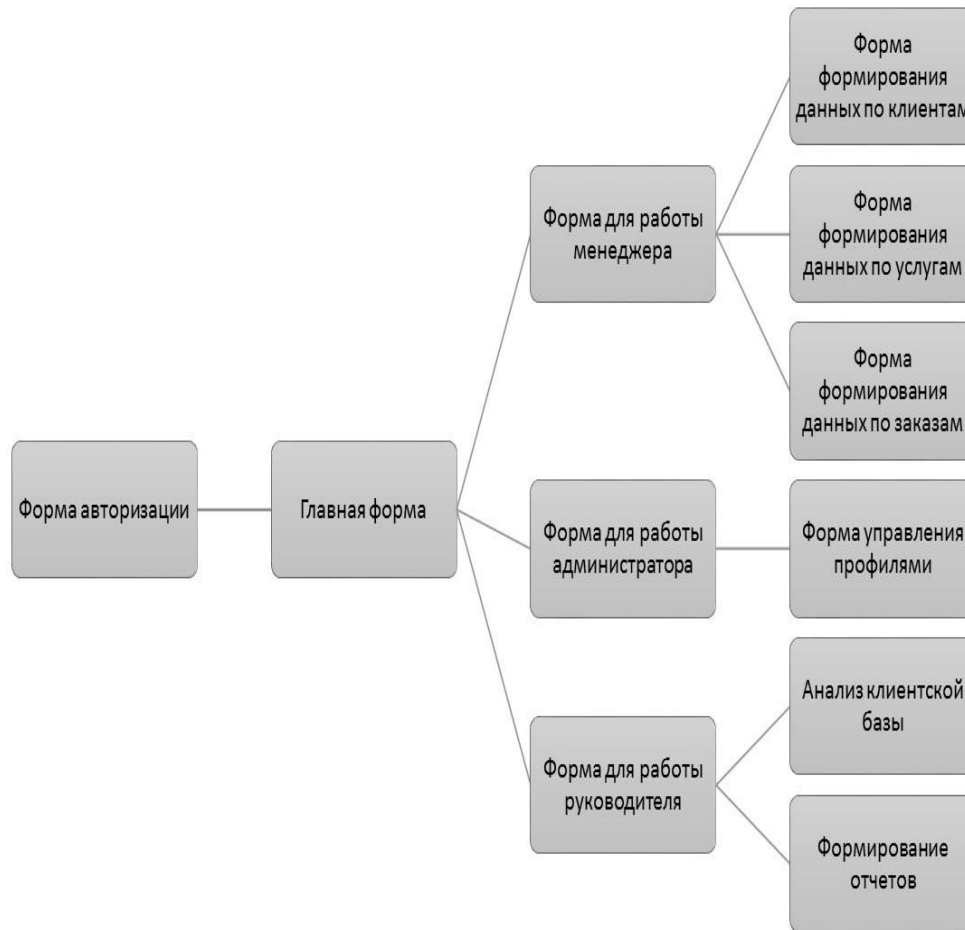 Форма
формирования
данных по клиентам
Форма для работы
менеджера
Форма
формирования
данных по услугам
Форма
формирования
данных по заказам
Форма авторизации
Главная форма
Форма для работы
администратора
Форма управления
профилями
Анализ клиентской
базы
Форма для работы
руководителя
Формирование
отчетов